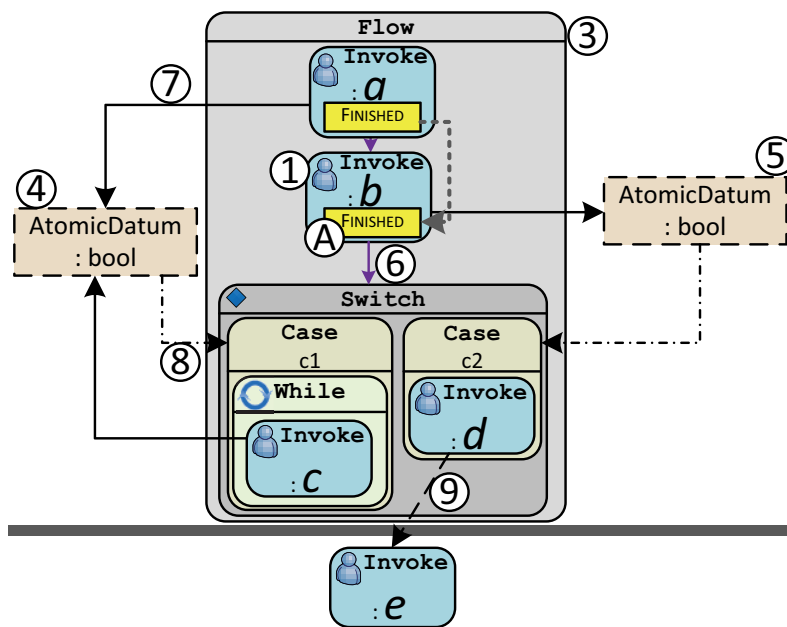 Flow
3
7
Invoke
: a
FINISHED
4
AtomicDatum
: bool
1
Invoke
: b
FINISHED
A
5
AtomicDatum
: bool
6
Switch
8
Case
c1
Case
c2
While
Invoke
: c
Invoke
: d
9
Invoke
: e